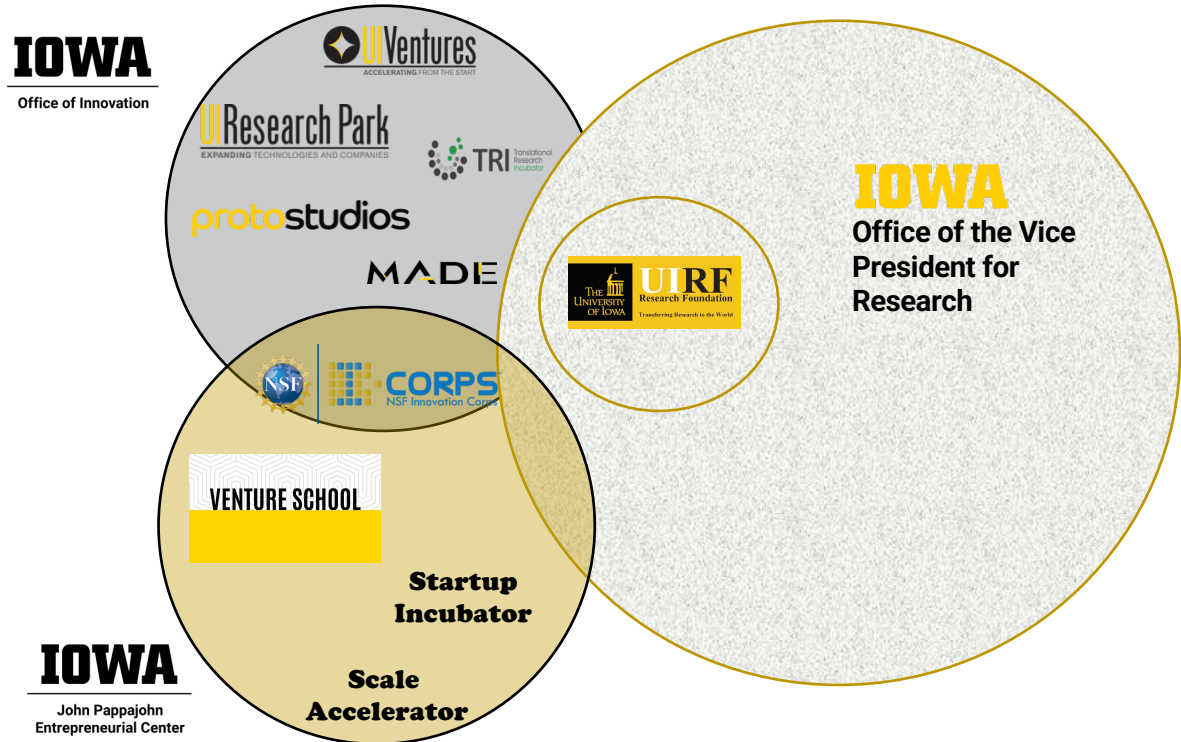 IOWA
Office of Innovation
UIVentures
ACCELERATING FROM THE START
UIResearch Park
EXPANDING TECHNOLOGIES AND COMPANIES
TRI
Translational
Research
Incubator
protostudios
MADE
NSF
I-CORPS
NSF Innovation Corps
VENTURE SCHOOL
Startup
Incubator
Scale
Accelerator
IOWA
John Pappajohn
Entrepreneurial Center
THE
UNIVERSITY
OF IOWA
UIRF
Research Foundation
Transferring Research to the World
IOWA
Office of the Vice
President for
Research